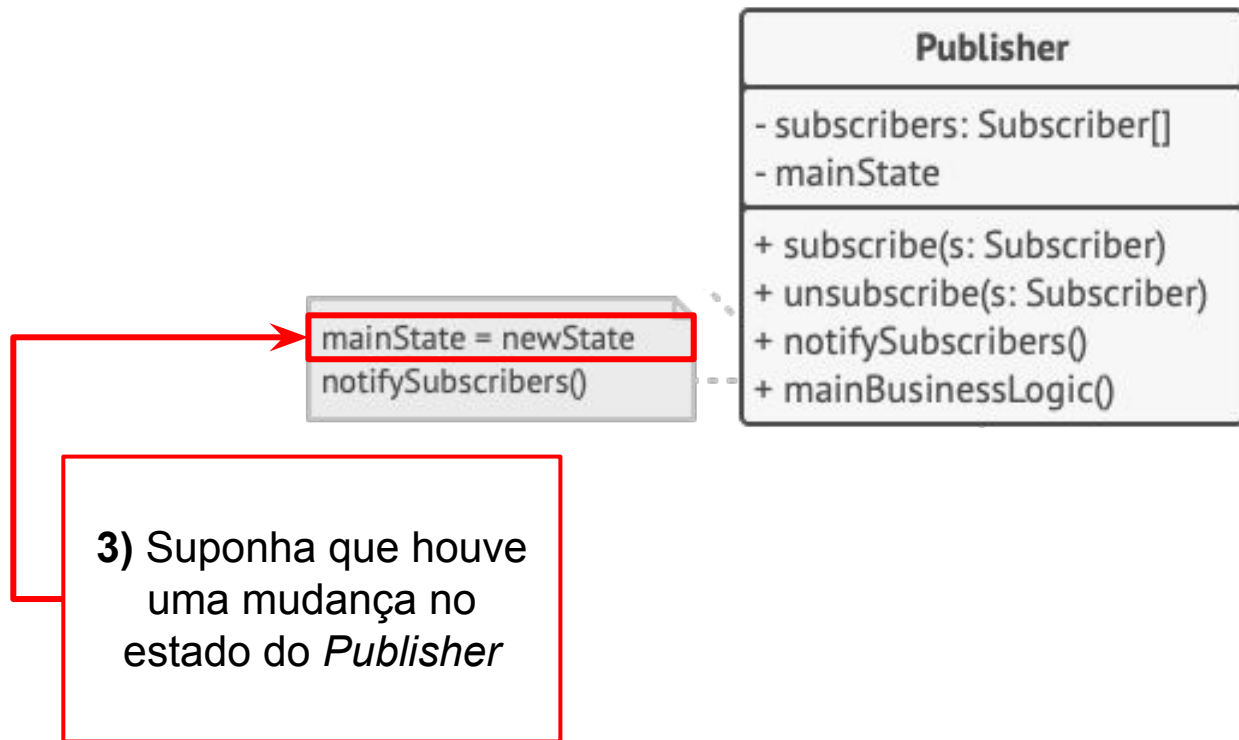 Publisher
- subscribers: Subscriber[]
- mainState
+ subscribe(s: Subscriber)
+ unsubscribe(s: Subscriber)
+ notifySubscribers()
+ mainBusinessLogic()
mainState = newState
notifySubscribers()
3) Suponha que houve
uma mudança no
estado do Publisher